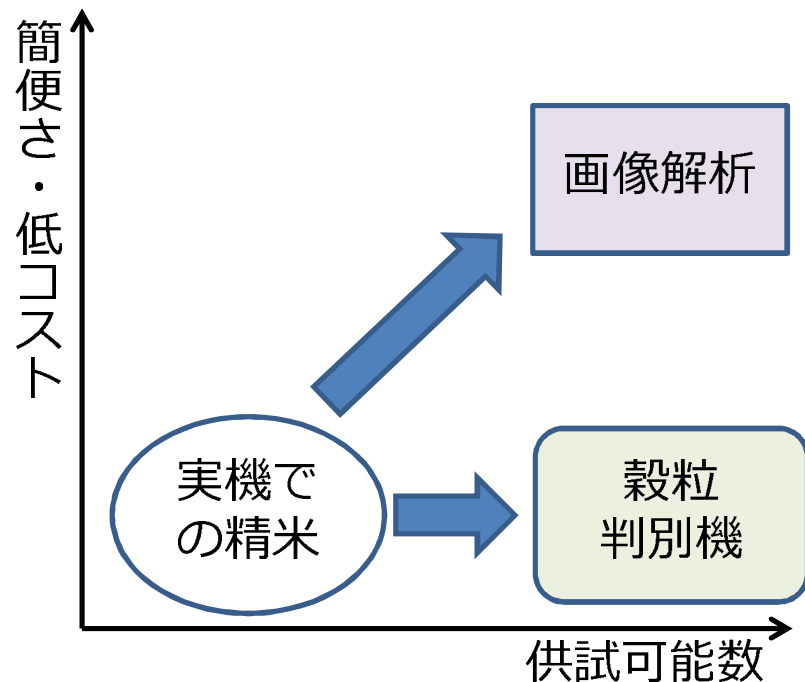 簡便さ・低コスト
画像解析
実機で
の精米
穀粒
判別機
供試可能数